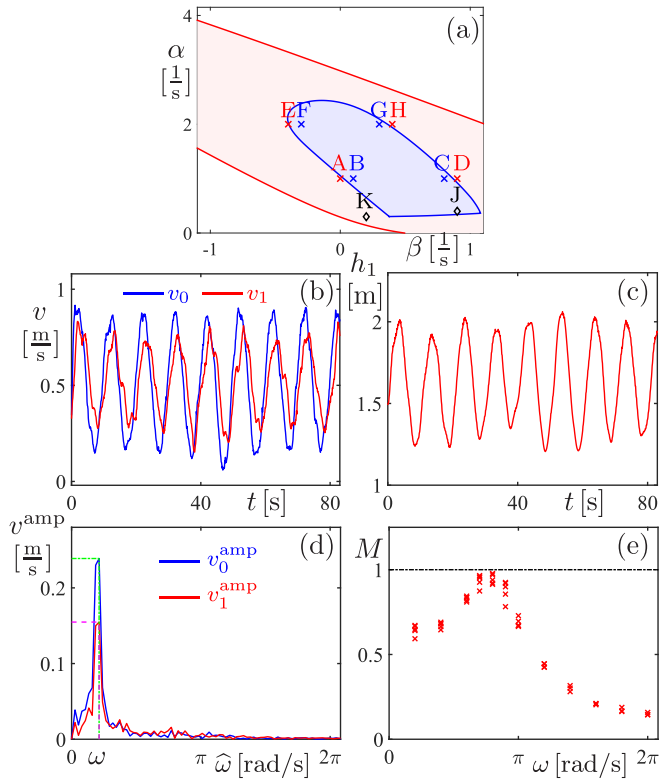 4
(a)
α
[1/s]
2
E F G H
A B C D
K J
0
-1 0 β [1/s] 1
1
(b)
v₀ v₁
v
[m/s]
0.5
0
0 40 t [s] 80
h₁
[m]
(c)
2
1.5
1
0 40 t [s] 80
v^amp
[m/s]
(d)
v₀^amp
v₁^amp
0.2
0.1
0
0 ω π ω̂ [rad/s] 2π
M
(e)
1
0.5
0
0 π ω [rad/s] 2π